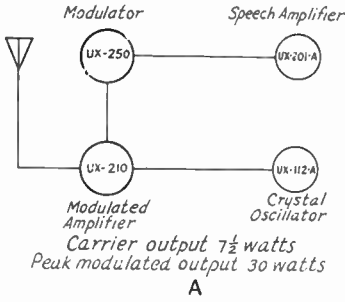 Modulator Speech Amplifier
UX-250 UX-201-A
UX-210 UX-112-A
Modulated Amplifier
Crystal Oscillator
Carrier output 7½ watts
Peak modulated output 30 watts
A